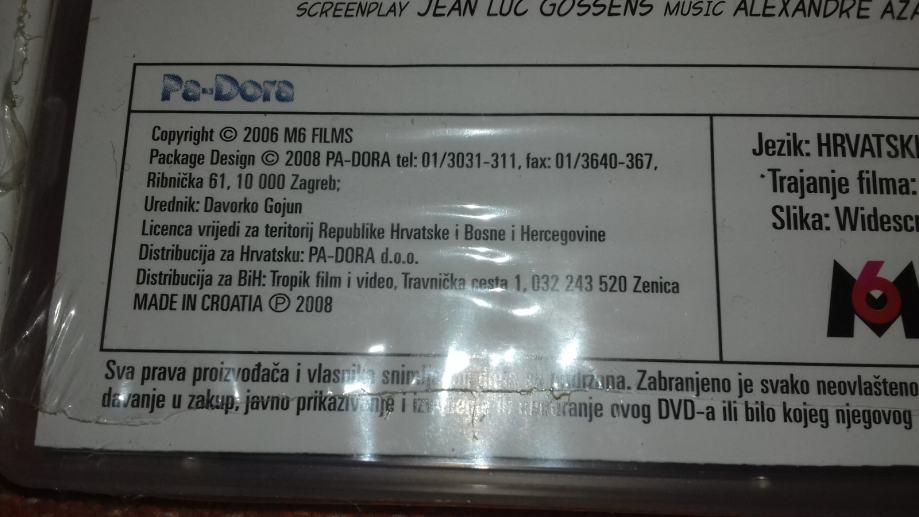 SCREENPLAY JEAN LUC GOSSENS MUSIC ALEXANDRE AZA
Pa-Dora
Copyright © 2006 M6 FILMS
Package Design © 2008 PA-DORA tel: 01/3031-311, fax: 01/3640-367,
Ribnička 61, 10 000 Zagreb;
Urednik: Davorko Gojun
Licenca vrijedi za teritorij Republike Hrvatske i Bosne i Hercegovine
Distribucija za Hrvatsku: PA-DORA d.o.o.
Distribucija za BiH: Tropik film i video, Travnička cesta 1, 032 243 520 Zenica
MADE IN CROATIA Ⓟ 2008
Jezik: HRVATSKI
Trajanje filma:
Slika: Widescr
M6
Sva prava proizvođača i vlasnika zadržana. Zabranjeno je svako neovlašteno
davanje u zakup, javno prikazivanje i ovog DVD-a ili bilo kojeg njegovog